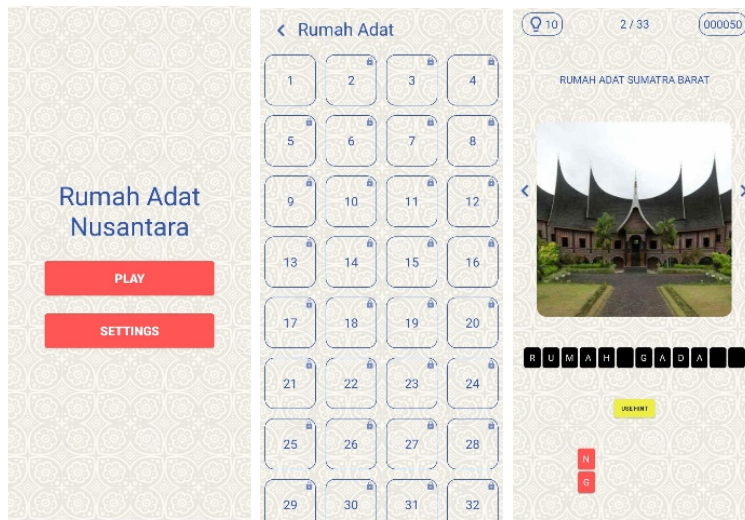 Rumah Adat
Nusantara
PLAY
SETTINGS
Rumah Adat
1 2 3 4
5 6 7 8
9 10 11 12
13 14 15 16
17 18 19 20
21 22 23 24
25 26 27 28
29 30 31 32
10 2 / 33 000050
RUMAH ADAT SUMATRA BARAT
R U M A H G A D A
USE HINT
N
G